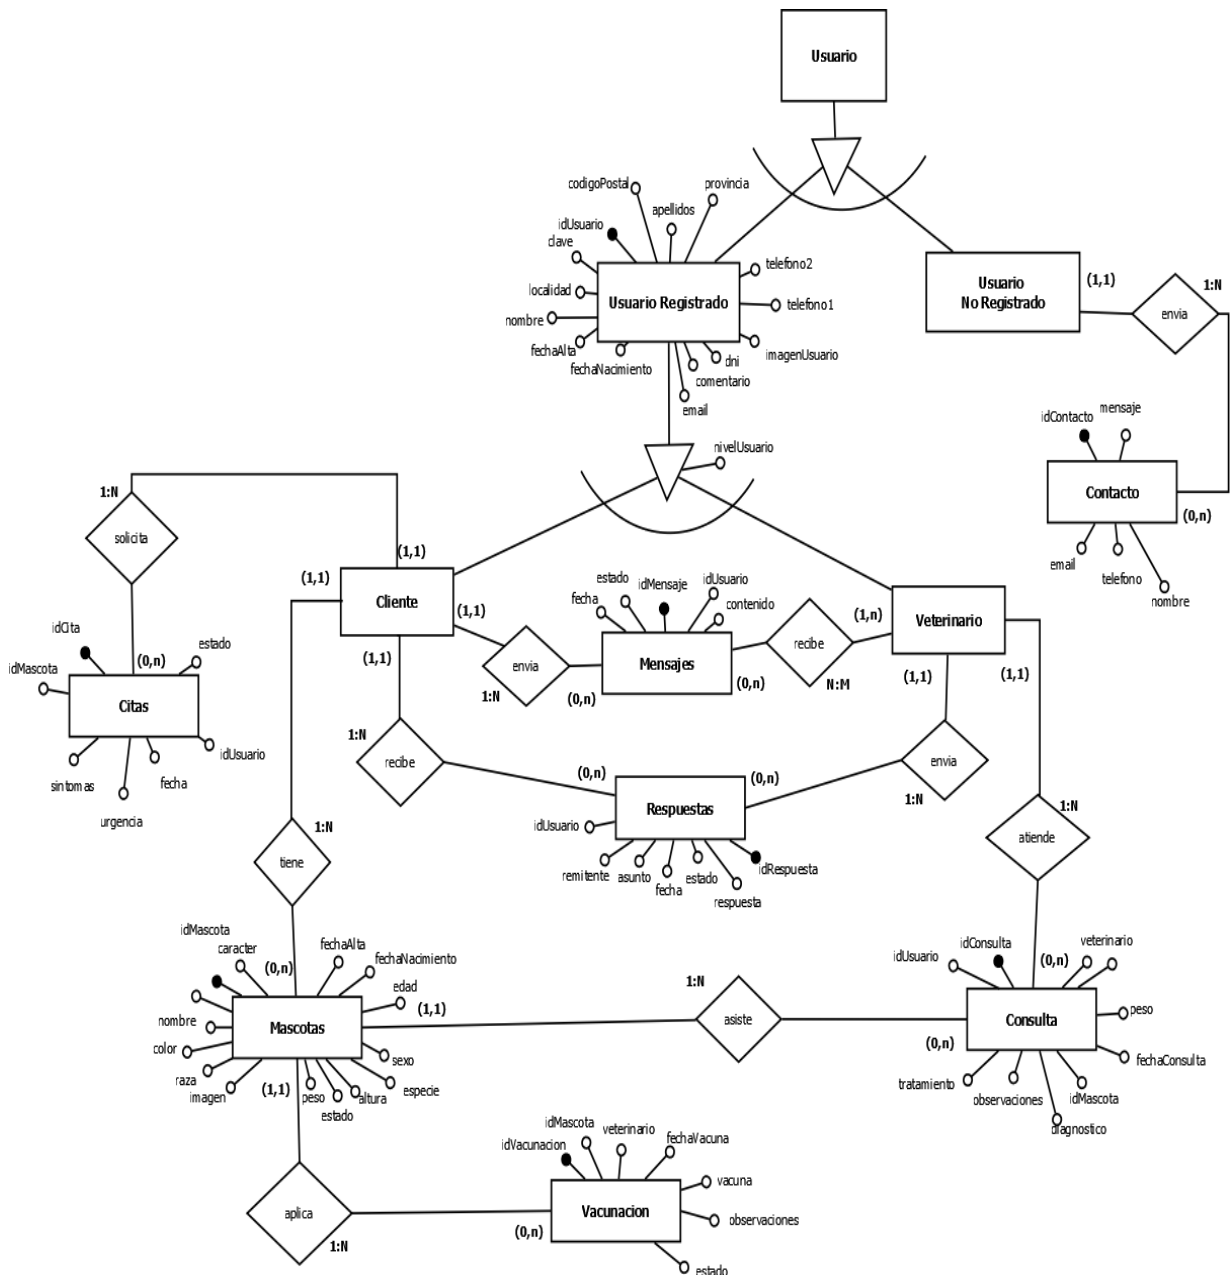 Usuario
codigoPostal
provincia
apellidos
idUsuario
clave
telefono2
localidad
Usuario Registrado
telefono1
nombre
fechaAlta
fechaNacimiento
imagenUsuario
dni
comentario
email
Usuario
No Registrado
(1,1)
1:N
envia
idContacto
mensaje
Contacto
(0,n)
email
telefono
nombre
nivelUsuario
1:N
solicita
(1,1)
(1,1)
Cliente
(1,1)
(1,1)
estado
idMensaje
idUsuario
fecha
contenido
envia
1:N
(0,n)
Mensajes
(0,n)
recibe
N:M
(1,n)
Veterinario
(1,1)
(1,1)
idCita
(0,n)
estado
idMascota
Citas
idUsuario
sintomas
fecha
urgencia
1:N
recibe
(0,n)
(0,n)
Respuestas
envia
1:N
idUsuario
remitente
asunto
fecha
estado
respuesta
idRespuesta
1:N
atiende
1:N
tiene
idMascota
caracter
fechaAlta
(0,n)
fechaNacimiento
edad
nombre
Mascotas
(1,1)
color
sexo
raza
especie
imagen
(1,1)
peso
estado
altura
1:N
asiste
idUsuario
idConsulta
veterinario
(0,n)
peso
Consulta
(0,n)
fechaConsulta
tratamiento
observaciones
idMascota
diagnostico
aplica
1:N
idMascota
veterinario
fechaVacuna
idVacunacion
vacuna
(0,n)
Vacunacion
observaciones
estado